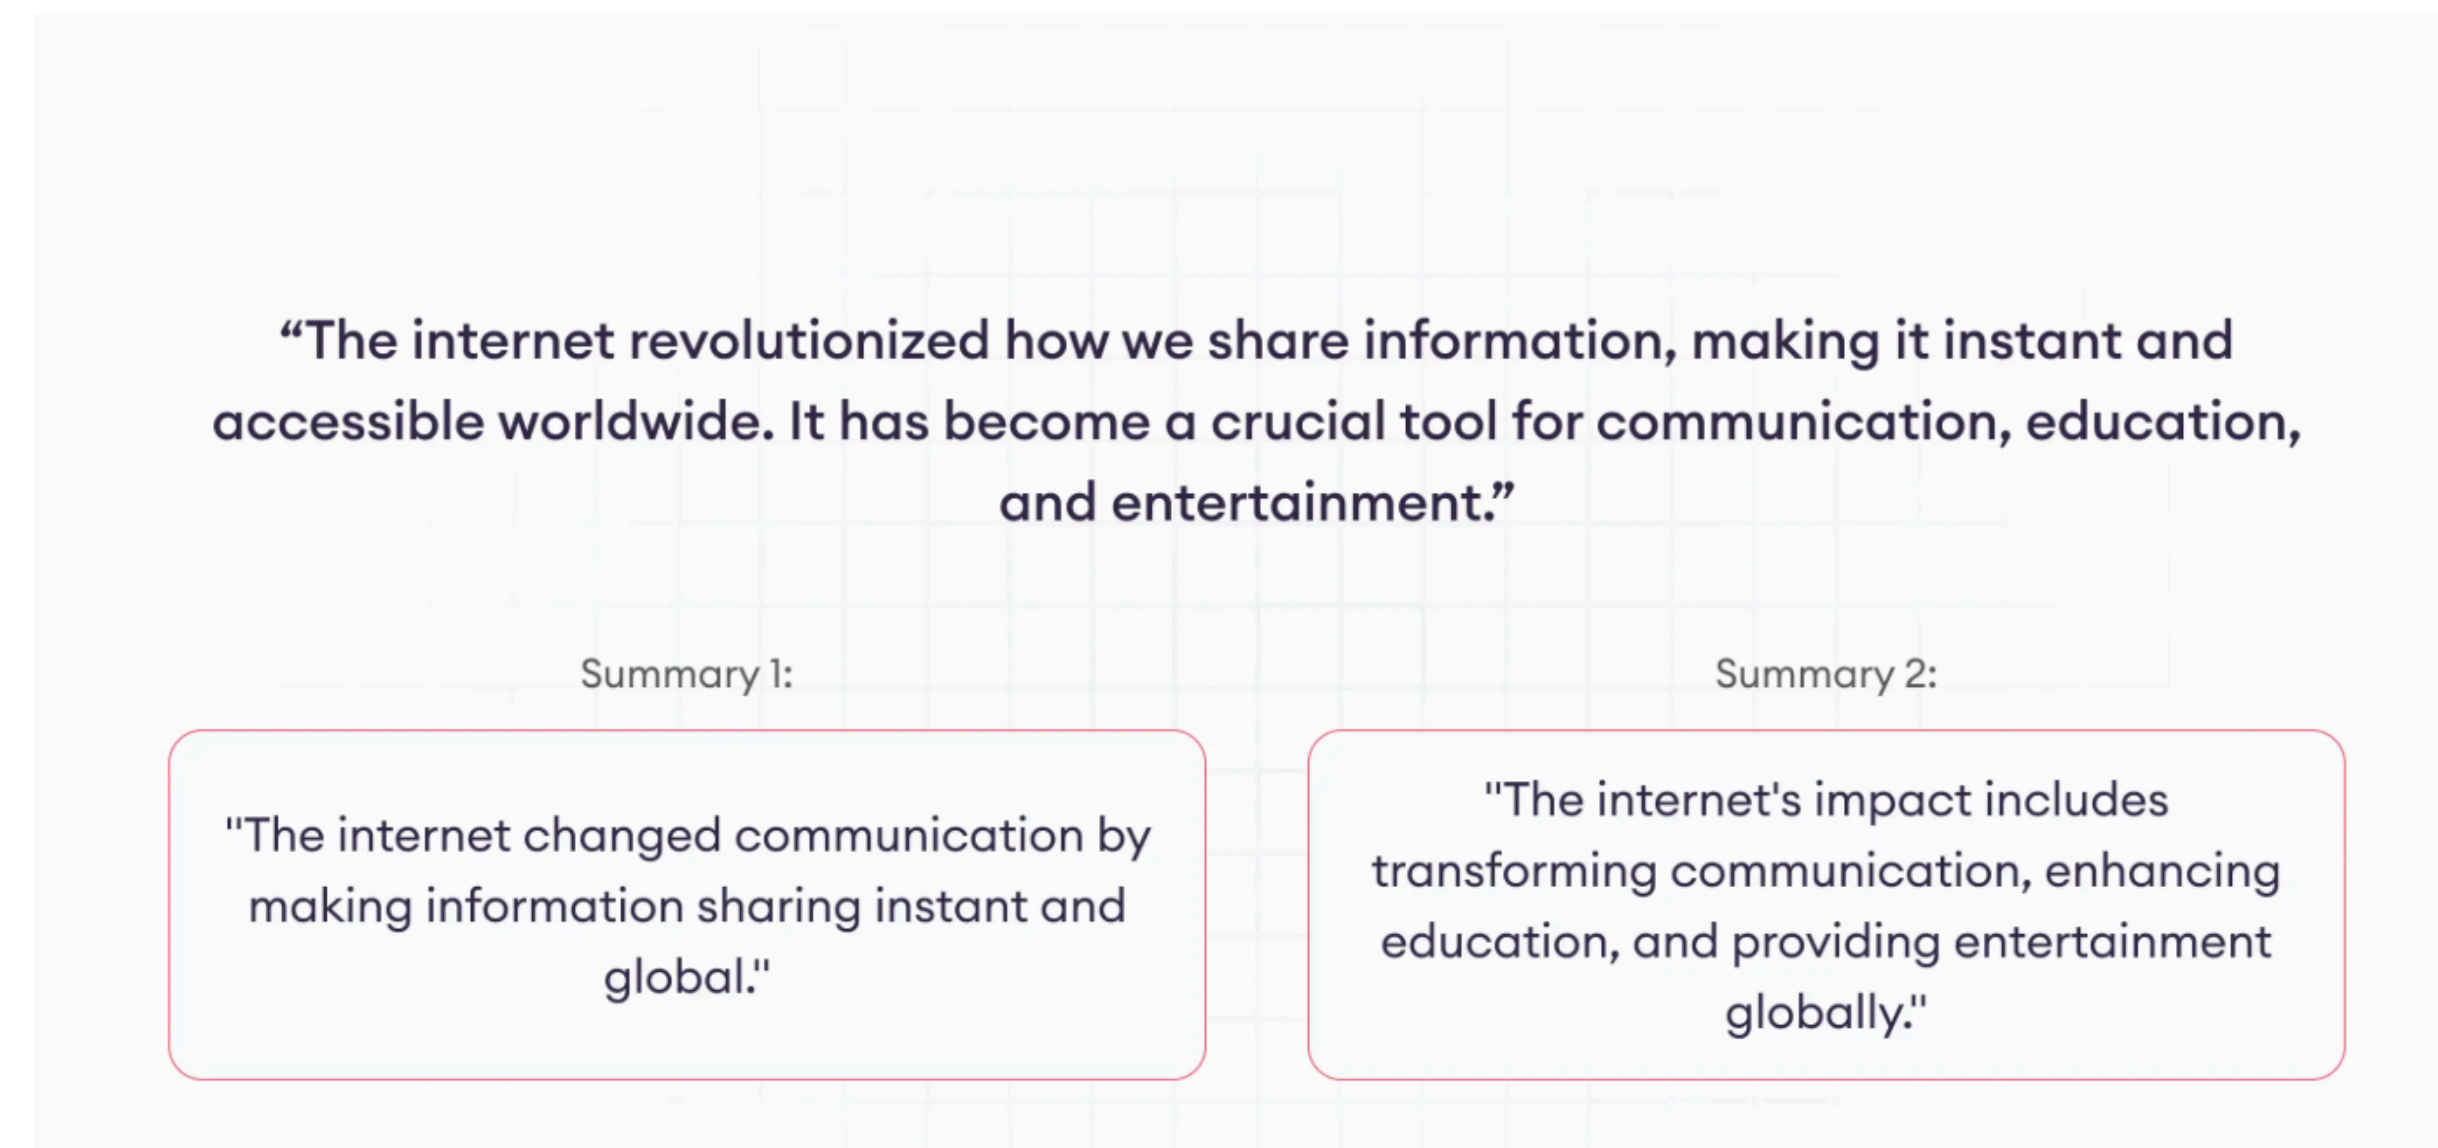 “The internet revolutionized how we share information, making it instant and
accessible worldwide. It has become a crucial tool for communication, education,
and entertainment.”
Summary 1:
"The internet changed communication by
making information sharing instant and
global."
Summary 2:
"The internet's impact includes
transforming communication, enhancing
education, and providing entertainment
globally."